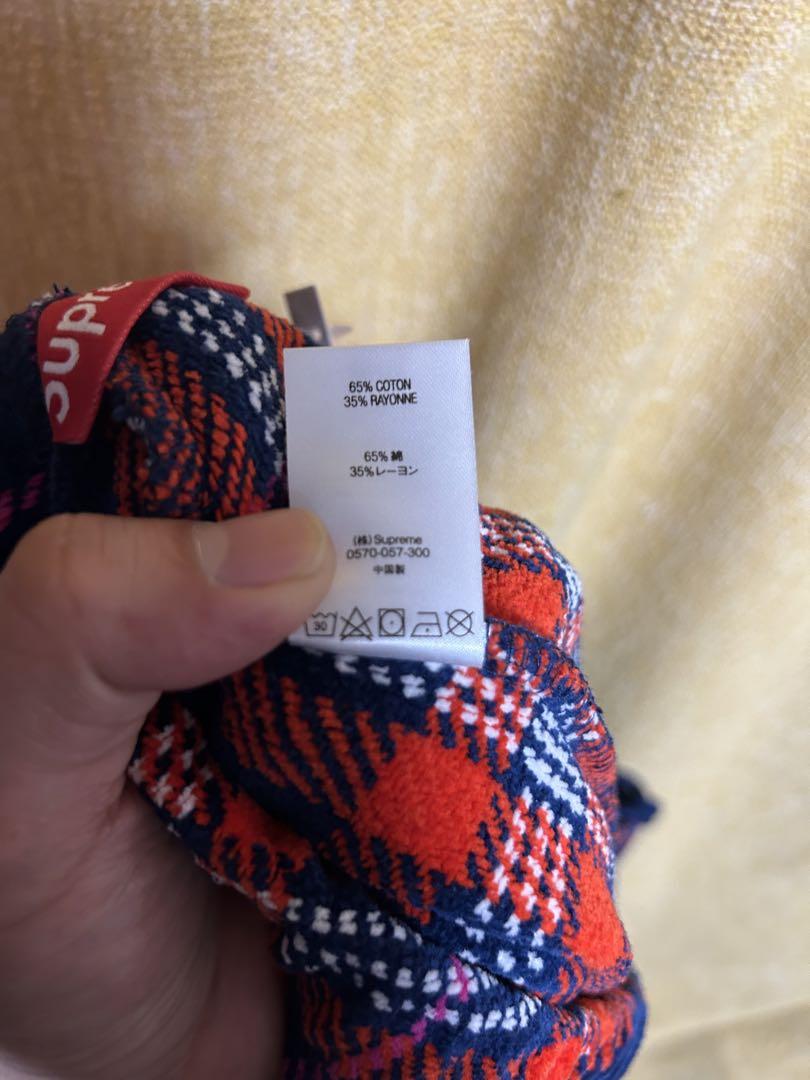 Supre
65% COTON
35% RAYONNE
65% 綿
35%レーヨン
(株)Supreme
0570-057-300
中国製
30